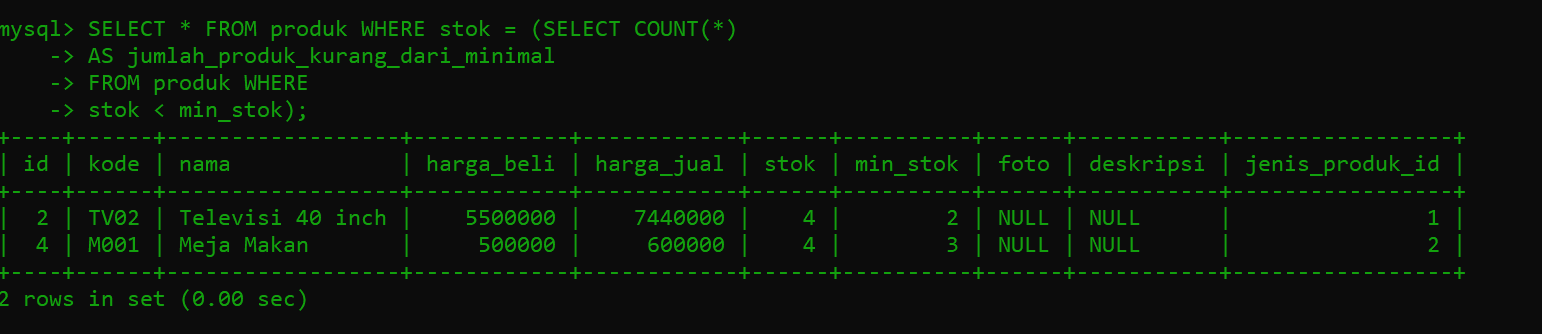 mysql> SELECT * FROM produk WHERE stok = (SELECT COUNT(*)
    -> AS jumlah_produk_kurang_dari_minimal
    -> FROM produk WHERE
    -> stok < min_stok);
+----+------+------------------+------------+------------+------+----------+------+-----------+-----------------+
| id | kode | nama             | harga_beli | harga_jual | stok | min_stok | foto | deskripsi | jenis_produk_id |
+----+------+------------------+------------+------------+------+----------+------+-----------+-----------------+
|  2 | TV02 | Televisi 40 inch |    5500000 |    7440000 |    4 |        2 | NULL | NULL      |               1 |
|  4 | M001 | Meja Makan       |     500000 |     600000 |    4 |        3 | NULL | NULL      |               2 |
+----+------+------------------+------------+------------+------+----------+------+-----------+-----------------+
2 rows in set (0.00 sec)